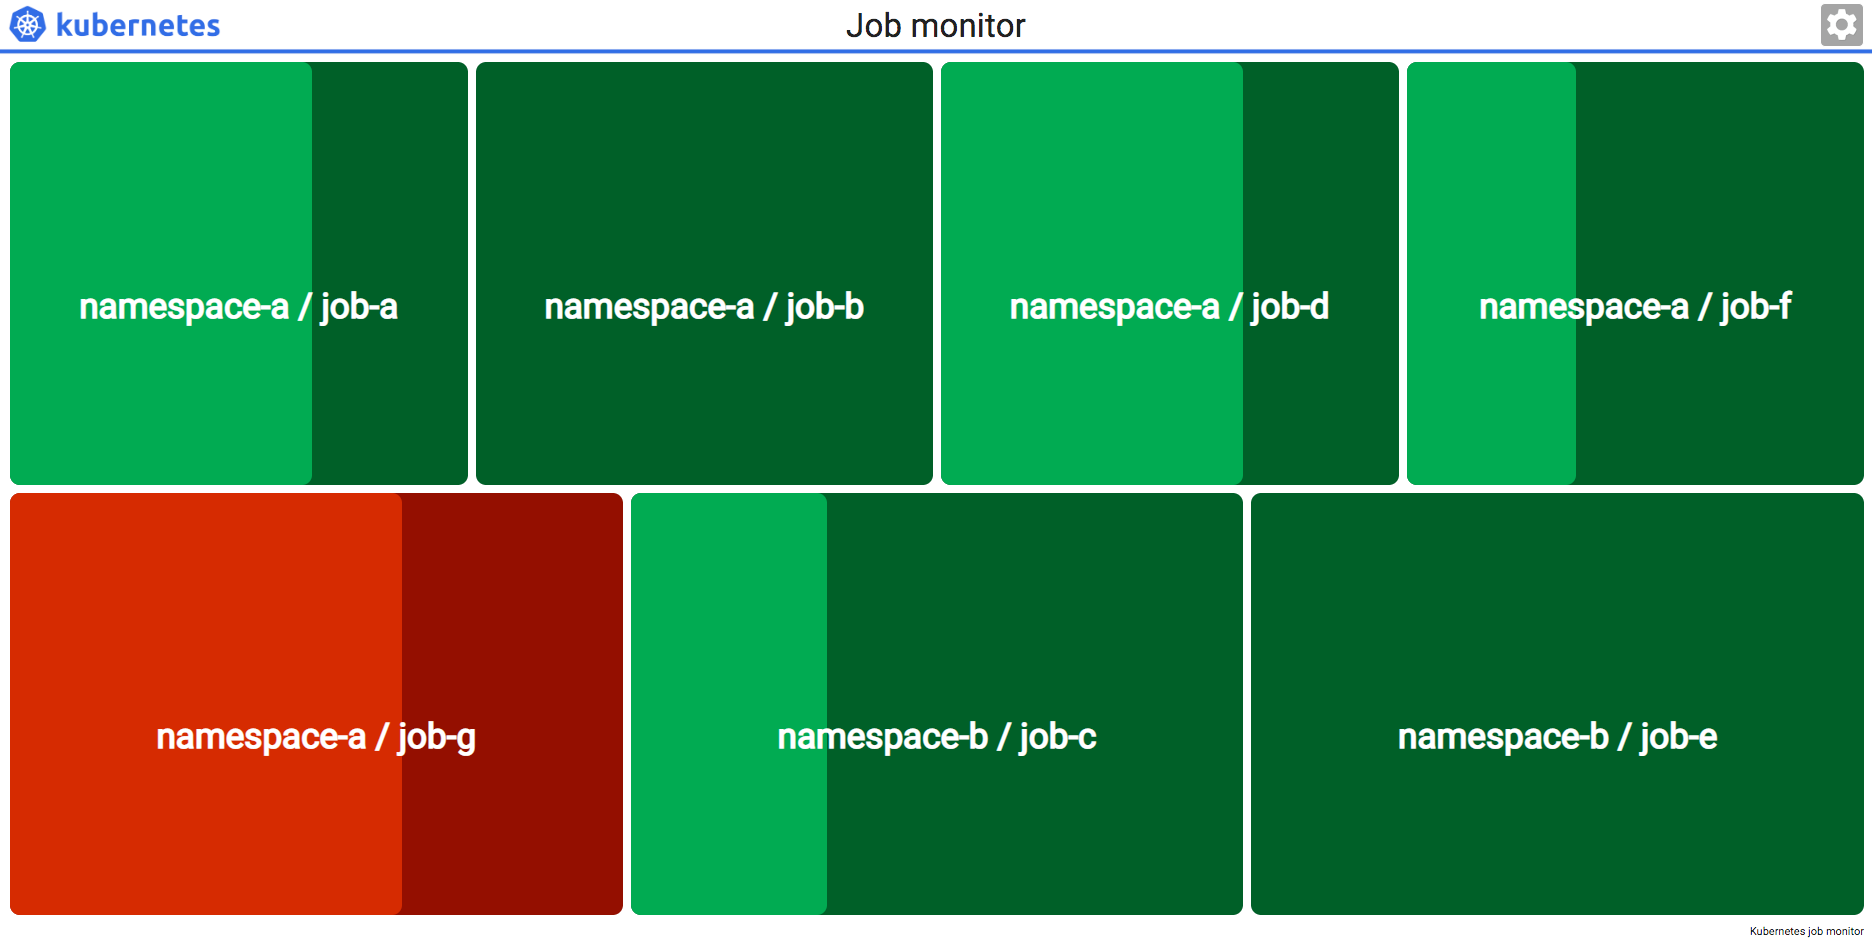 kubernetes
Job monitor
namespace-a / job-a
namespace-a / job-b
namespace-a / job-d
namespace-a / job-f
namespace-a / job-g
namespace-b / job-c
namespace-b / job-e
Kubernetes job monitor